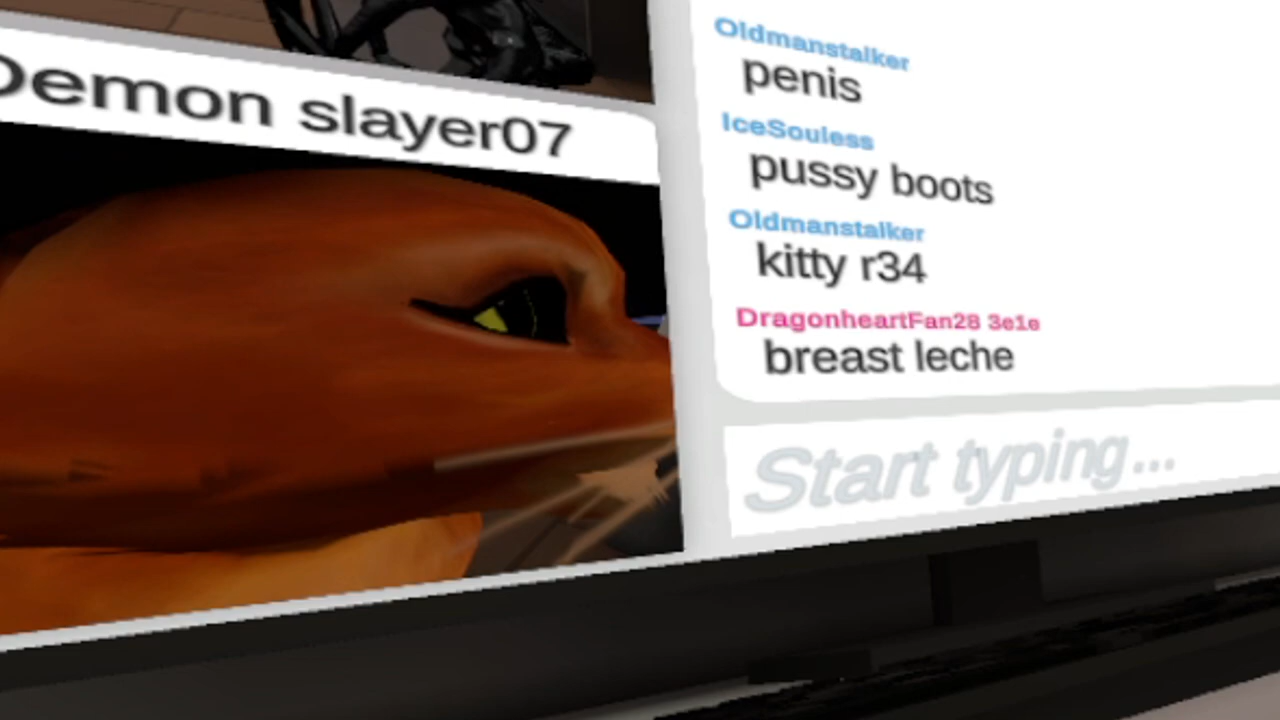 Demon slayer07
Oldmanstalker
penis
IceSouless
pussy boots
Oldmanstalker
kitty r34
DragonheartFan28 3e1e
breast leche
Start typing...